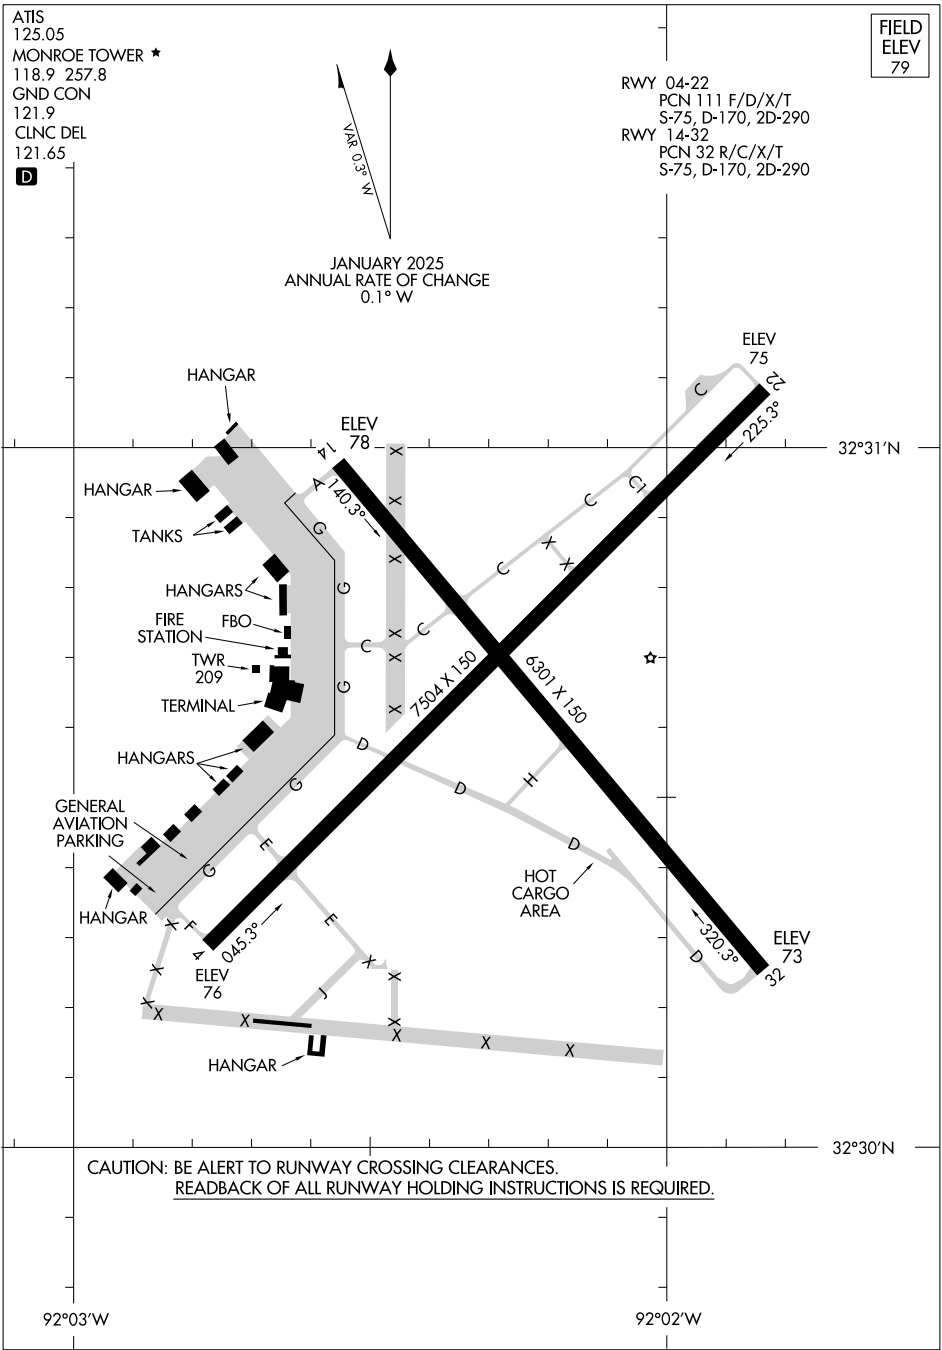 ATIS
125.05
MONROE TOWER
118.9 257.8
GND CON
121.9
CLNC DEL
121.65
D
FIELD
ELEV
79
RWY 04-22
PCN 111 F/D/X/T
S-75, D-170, 2D-290
RWY 14-32
PCN 32 R/C/X/T
S-75, D-170, 2D-290
VAR 0.3° W
JANUARY 2025
ANNUAL RATE OF CHANGE
0.1° W
ELEV
75
22
225.3°
C
HANGAR
ELEV
78
14
140.3°
X
32°31'N
HANGAR
A
G
X
C
C1
TANKS
X
X
X
C
HANGARS
G
FBO
FIRE
STATION
X
C
C
X
TWR
209
G
TERMINAL
X
7504 X 150
6301 X 150
D
HANGARS
G
D
H
GENERAL
AVIATION
PARKING
E
D
G
HOT
CARGO
AREA
HANGAR
X
F
E
4
045.3°
ELEV
76
320.3°
D
ELEV
73
32
X
X
X
J
X
X
X
X
X
X
X
X
HANGAR
32°30'N
CAUTION: BE ALERT TO RUNWAY CROSSING CLEARANCES.
READBACK OF ALL RUNWAY HOLDING INSTRUCTIONS IS REQUIRED.
92°03'W
92°02'W